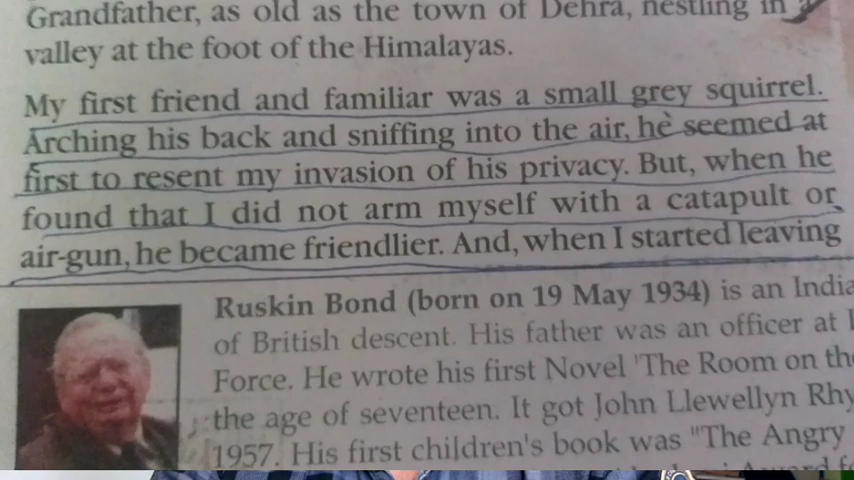 Grandfather, as old as the town of Dehra, nestling in a
valley at the foot of the Himalayas.
My first friend and familiar was a small grey squirrel.
Arching his back and sniffing into the air, he seemed at
first to resent my invasion of his privacy. But, when he
found that I did not arm myself with a catapult or
air-gun, he became friendlier. And, when I started leaving
Ruskin Bond (born on 19 May 1934) is an India
of British descent. His father was an officer at
Force. He wrote his first Novel 'The Room on the
the age of seventeen. It got John Llewellyn Rhy
1957. His first children's book was "The Angry